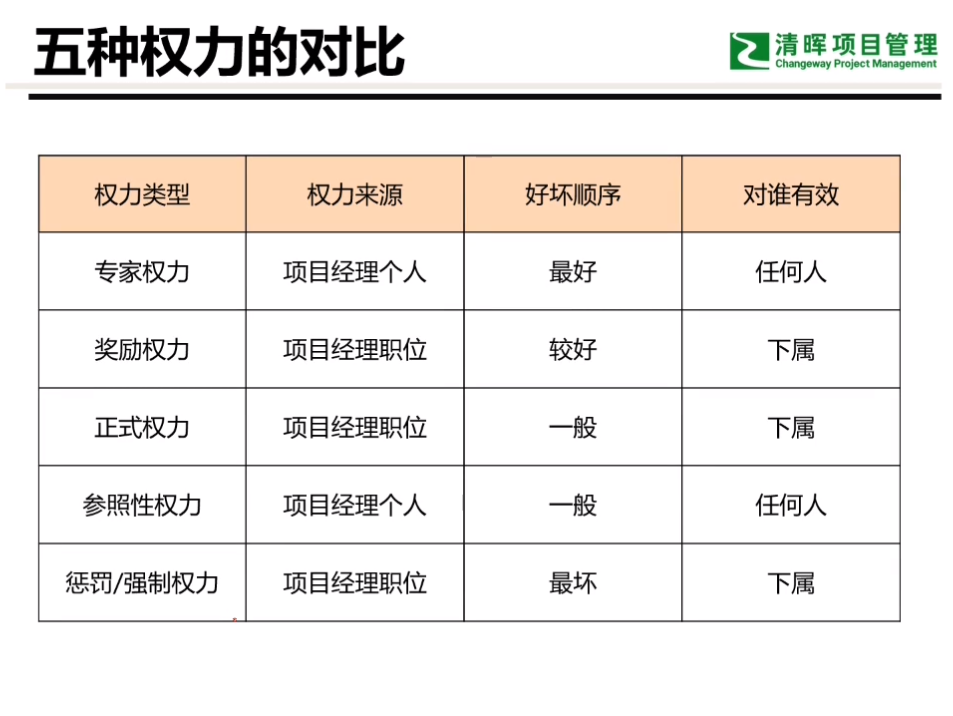 五种权力的对比
清晖项目管理
Changeway Project Management
权力类型 权力来源 好坏顺序 对谁有效
专家权力 项目经理个人 最好 任何人
奖励权力 项目经理职位 较好 下属
正式权力 项目经理职位 一般 下属
参照性权力 项目经理个人 一般 任何人
惩罚/强制权力 项目经理职位 最坏 下属